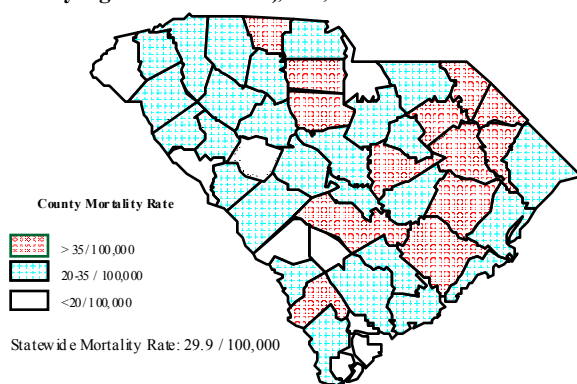 County Mortality Rate
> 35/100,000
20-35 / 100,000
<20/100,000
Statewide Mortality Rate: 29.9 / 100,000